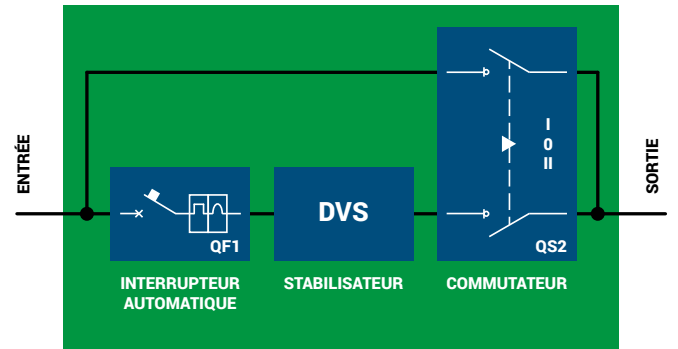 ENTRÉE
I
0
II
SORTIE
DVS
QF1
QS2
INTERRUPTEUR
AUTOMATIQUE
STABILISATEUR
COMMUTATEUR